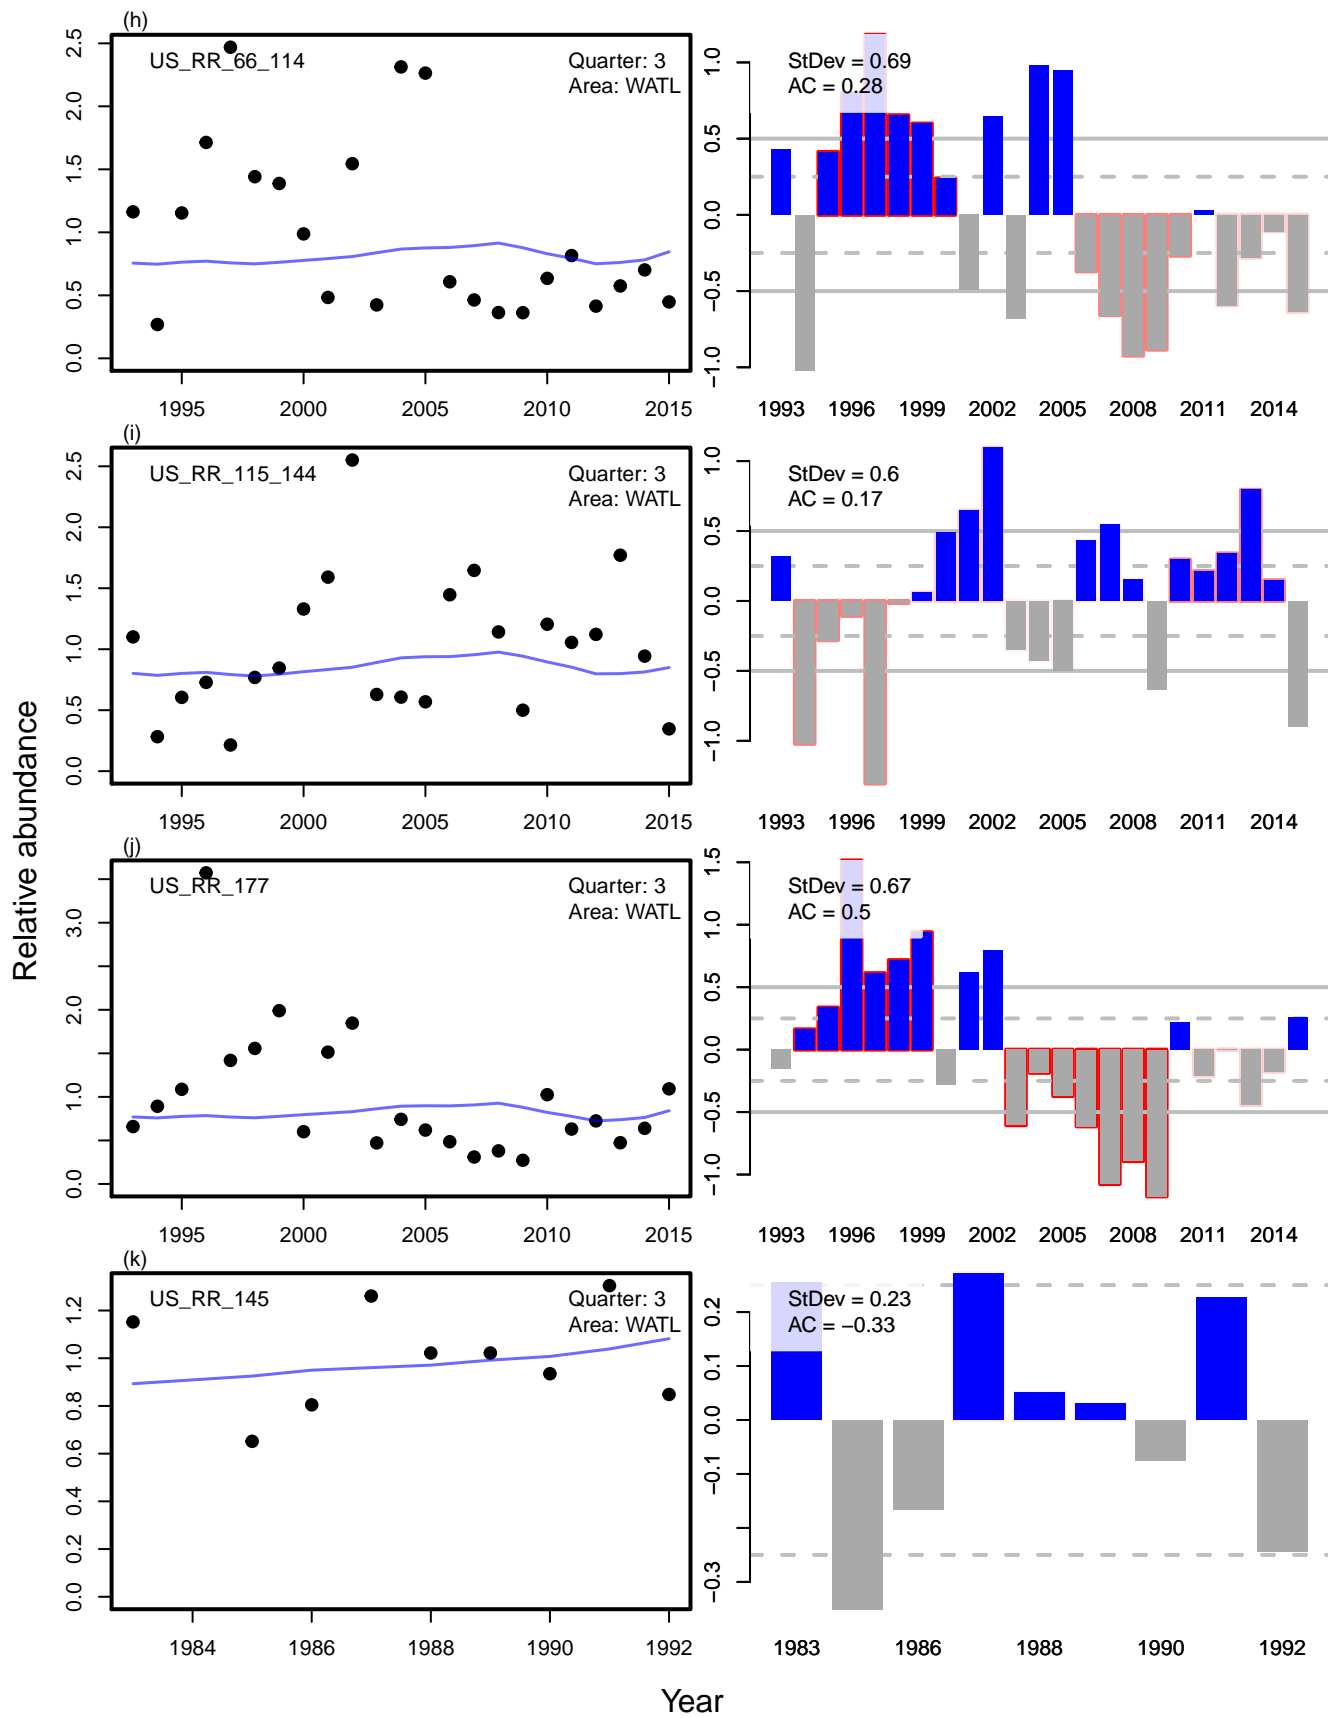 (h)
US_RR_66_114
Quarter: 3
Area: WATL
0.0 0.5 1.0 1.5 2.0 2.5
1995 2000 2005 2010 2015
StDev = 0.69
AC = 0.28
−1.0 −0.5 0.0 0.5 1.0
1993 1996 1999 2002 2005 2008 2011 2014
(i)
US_RR_115_144
Quarter: 3
Area: WATL
0.0 0.5 1.0 1.5 2.0 2.5
1995 2000 2005 2010 2015
StDev = 0.6
AC = 0.17
−1.0 −0.5 0.0 0.5 1.0
1993 1996 1999 2002 2005 2008 2011 2014
(j)
US_RR_177
Quarter: 3
Area: WATL
0.0 1.0 2.0 3.0
1995 2000 2005 2010 2015
StDev = 0.67
AC = 0.5
−1.0 −0.5 0.0 0.5 1.0 1.5
1993 1996 1999 2002 2005 2008 2011 2014
(k)
US_RR_145
Quarter: 3
Area: WATL
0.0 0.2 0.4 0.6 0.8 1.0 1.2
1984 1986 1988 1990 1992
StDev = 0.23
AC = −0.33
−0.3 −0.1 0.0 0.1 0.2
1983 1986 1988 1990 1992
Relative abundance
Year